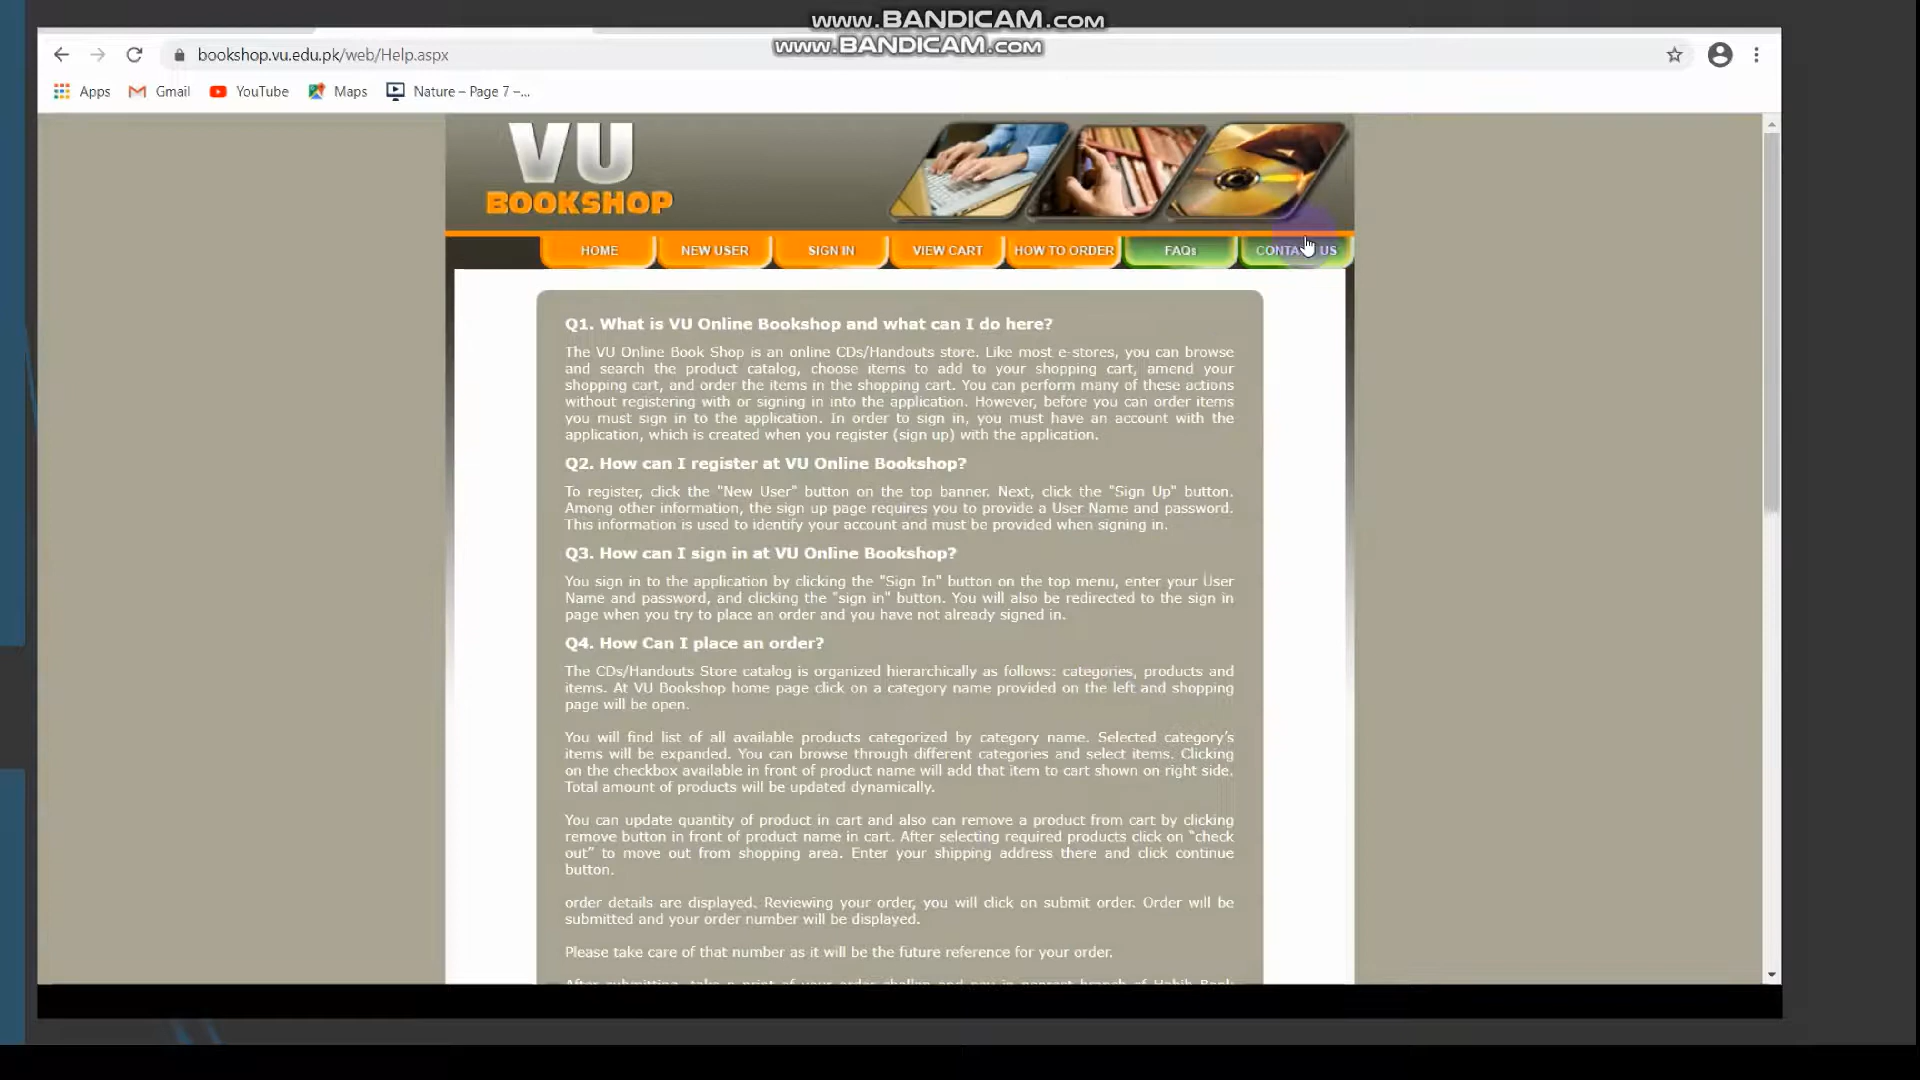 www.BANDICAM.com
www.BANDICAM.com
bookshop.vu.edu.pk/web/Help.aspx
Apps Gmail YouTube Maps Nature – Page 7 –...
VU
BOOKSHOP
HOME NEW USER SIGN IN VIEW CART HOW TO ORDER FAQs CONTACT US
Q1. What is VU Online Bookshop and what can I do here?
The VU Online Book Shop is an online CDs/Handouts store. Like most e-stores, you can browse
and search the product catalog, choose items to add to your shopping cart, amend your
shopping cart, and order the items in the shopping cart. You can perform many of these actions
without registering with or signing in into the application. However, before you can order items
you must sign in to the application. In order to sign in, you must have an account with the
application, which is created when you register (sign up) with the application.
Q2. How can I register at VU Online Bookshop?
To register, click the "New User" button on the top banner. Next, click the "Sign Up" button.
Among other information, the sign up page requires you to provide a User Name and password.
This information is used to identify your account and must be provided when signing in.
Q3. How can I sign in at VU Online Bookshop?
You sign in to the application by clicking the "Sign In" button on the top menu, enter your User
Name and password, and clicking the "sign in" button. You will also be redirected to the sign in
page when you try to place an order and you have not already signed in.
Q4. How Can I place an order?
The CDs/Handouts Store catalog is organized hierarchically as follows: categories, products and
items. At VU Bookshop home page click on a category name provided on the left and shopping
page will be open.
You will find list of all available products categorized by category name. Selected category's
items will be expanded. You can browse through different categories and select items. Clicking
on the checkbox available in front of product name will add that item to cart shown on right side.
Total amount of products will be updated dynamically.
You can update quantity of product in cart and also can remove a product from cart by clicking
remove button in front of product name in cart. After selecting required products click on "check
out" to move out from shopping area. Enter your shipping address there and click continue
button.
order details are displayed. Reviewing your order, you will click on submit order. Order will be
submitted and your order number will be displayed.
Please take care of that number as it will be the future reference for your order.
After submitting, take a print of your order challan and pay in nearest branch of Habib Bank